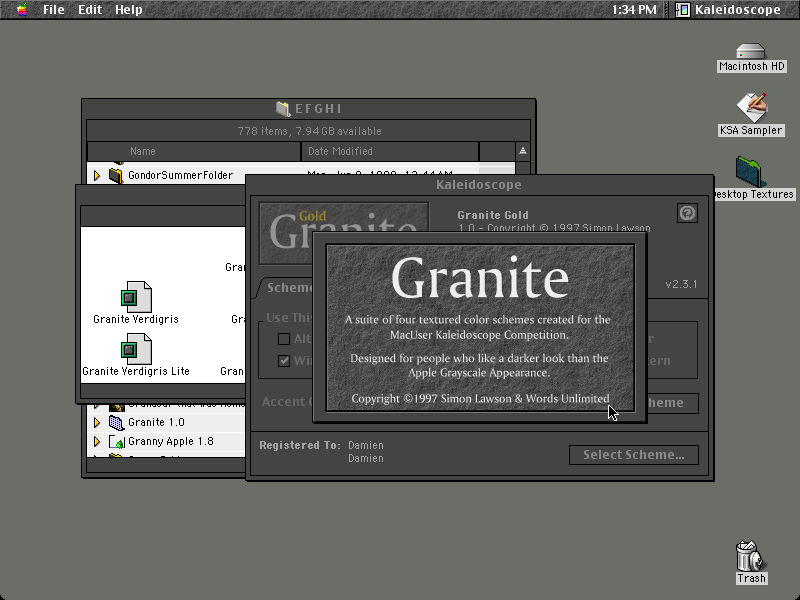 File Edit Help
1:34 PM
Kaleidoscope
Macintosh HD
KSA Sampler
esktop Textures
EFGHI
778 items, 7.94 GB available
Name
Date Modified
GondorSummerFolder
Kaleidoscope
Gold
Granite
Granite Gold
1.0 - Copyright © 1997 Simon Lawson
v2.3.1
Scheme
Use This
Granite
A suite of four textured color schemes created for the
MacUser Kaleidoscope Competition.
Designed for people who like a darker look than the
Apple Grayscale Appearance.
Copyright ©1997 Simon Lawson & Words Unlimited
Gra
Granite Verdigris
Gra
Granite Verdigris Lite
Gran
Alt
Wi
tern
Accent
heme
Granite 1.0
Granny Apple 1.8
Registered To: Damien
Damien
Select Scheme...
Trash